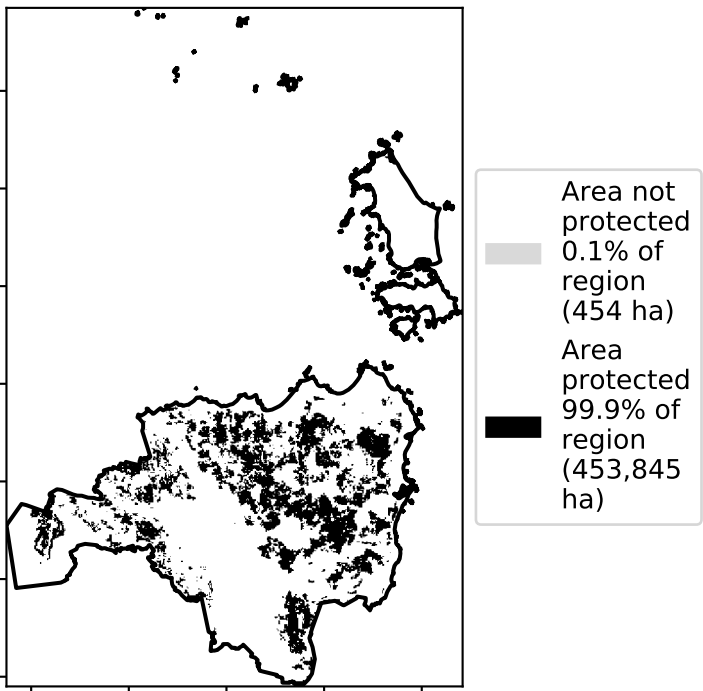 Area not
protected
0.1% of
region
(454 ha)
Area
protected
99.9% of
region
(453,845
ha)